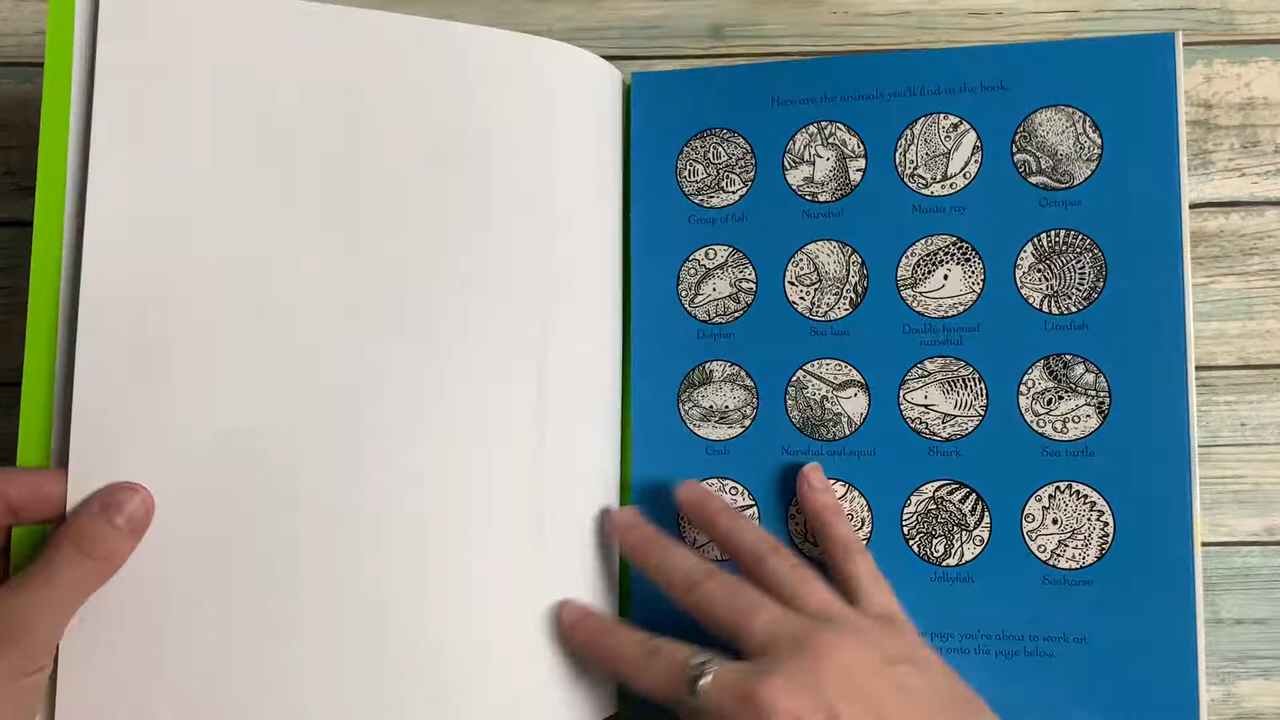 Here are the animals you'll find in the book.
Group of fish
Narwhal
Manta ray
Octopus
Dolphin
Sea lion
Double-horned
narwhal
Lionfish
Crab
Narwhal and squid
Shark
Sea turtle
Jellyfish
Seahorse
page you're about to work on
onto the page below.